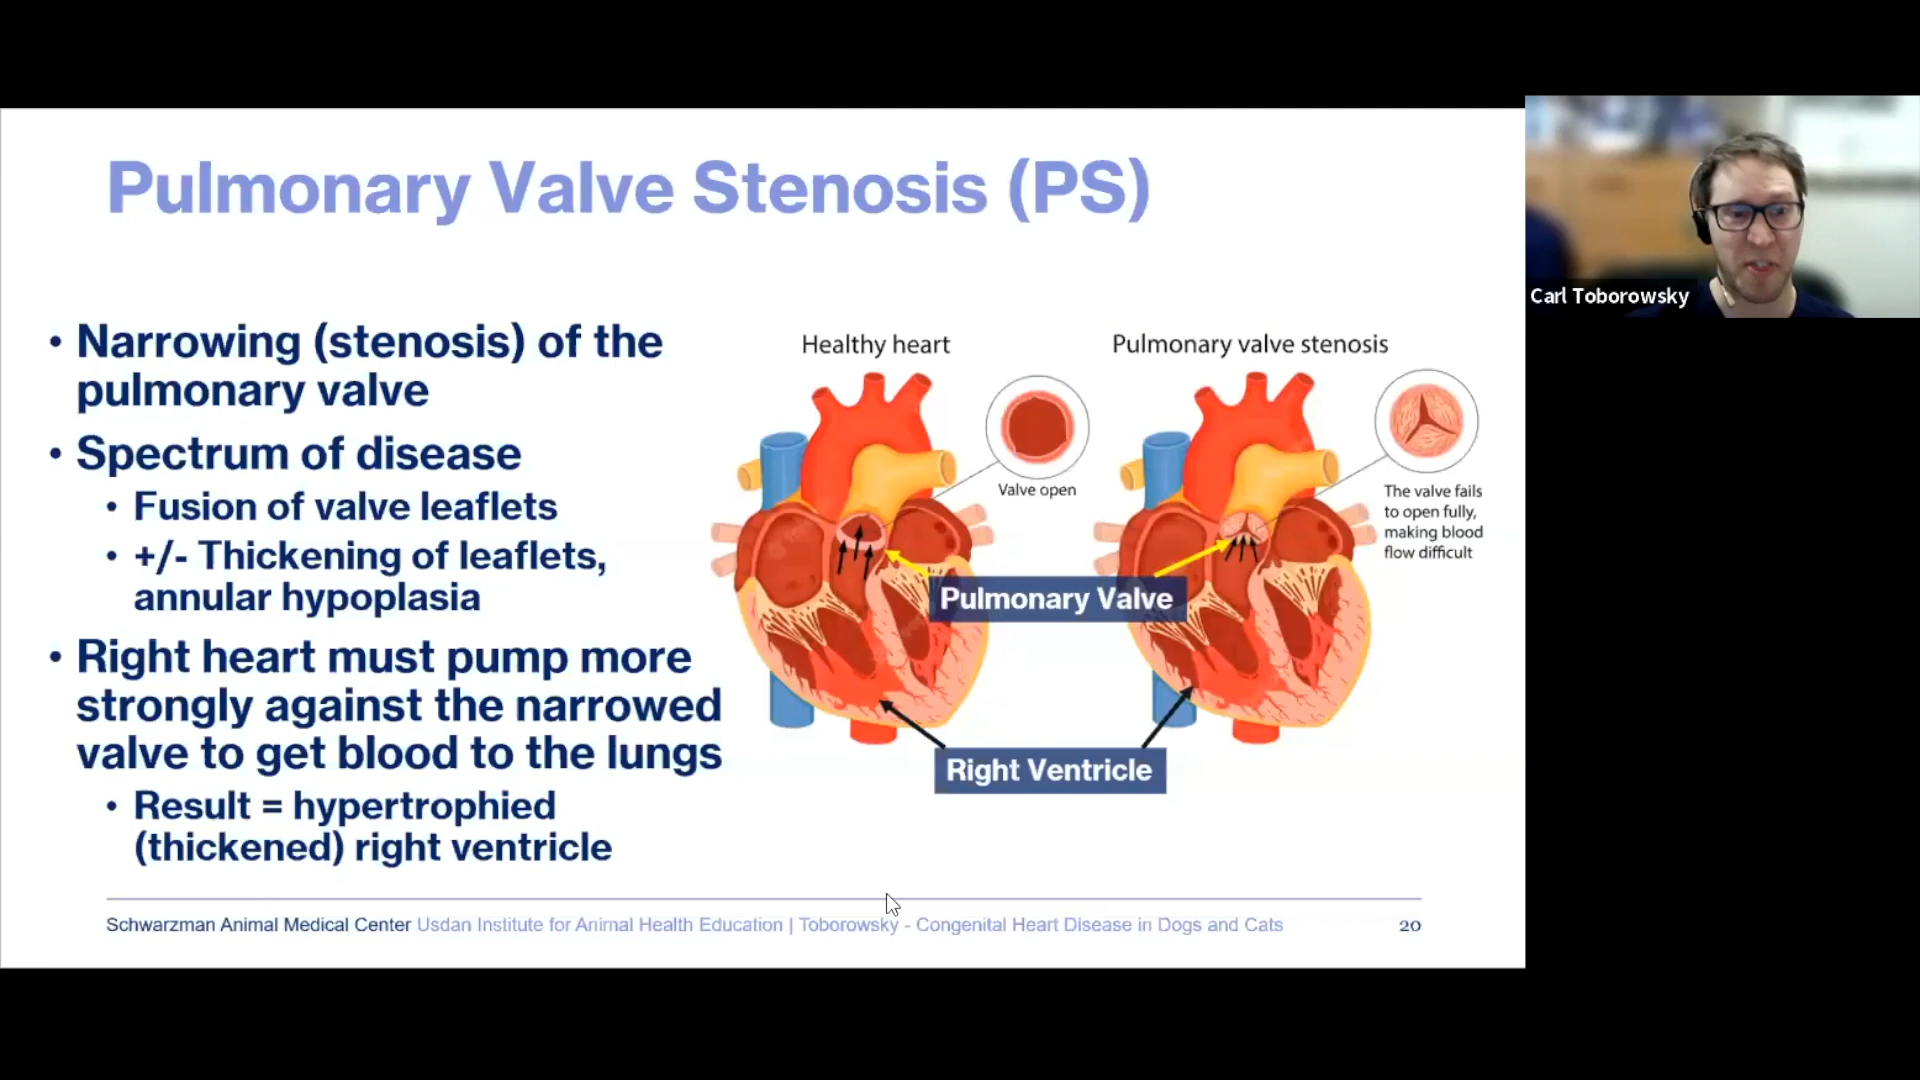 Pulmonary Valve Stenosis (PS)
• Narrowing (stenosis) of the
pulmonary valve
• Spectrum of disease
• Fusion of valve leaflets
• +/- Thickening of leaflets,
annular hypoplasia
• Right heart must pump more
strongly against the narrowed
valve to get blood to the lungs
• Result = hypertrophied
(thickened) right ventricle
Healthy heart
Valve open
Pulmonary valve stenosis
The valve fails
to open fully,
making blood
flow difficult
Pulmonary Valve
Right Ventricle
Schwarzman Animal Medical Center Usdan Institute for Animal Health Education | Toborowsky - Congenital Heart Disease in Dogs and Cats
20
Carl Toborowsky